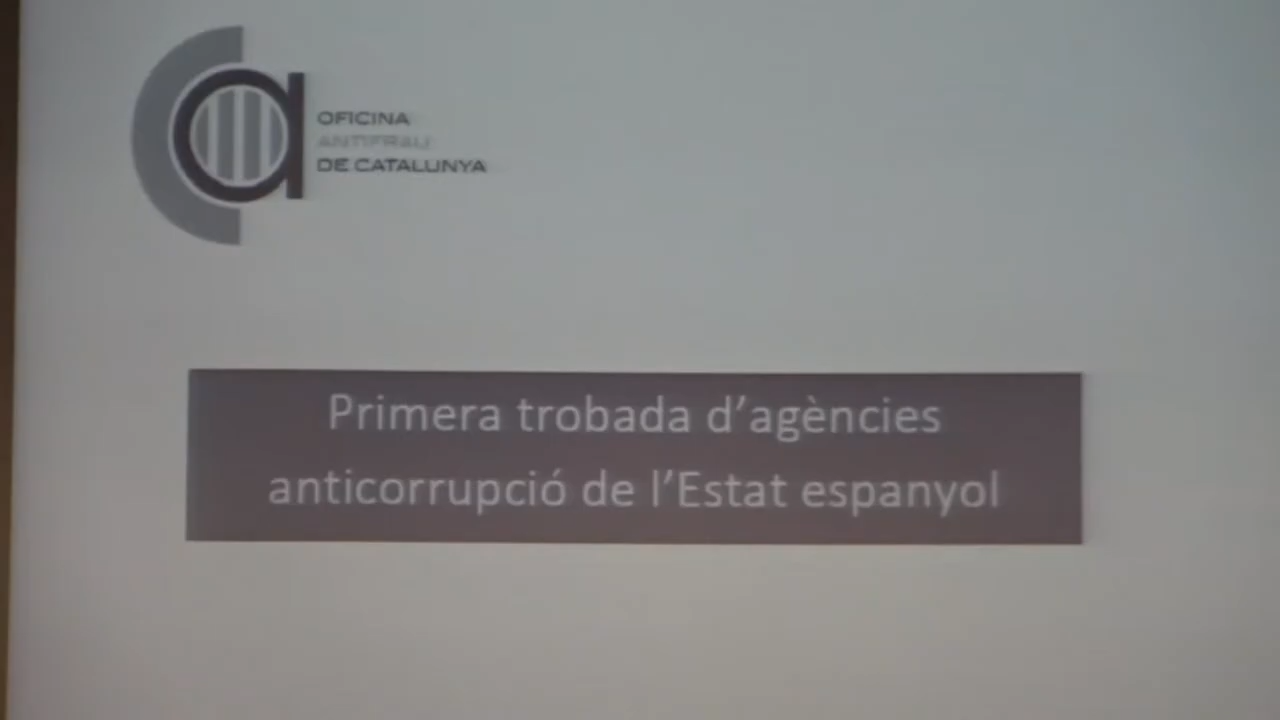 OFICINA
ANTIFRAU
DE CATALUNYA
Primera trobada d'agències
anticorrupció de l'Estat espanyol